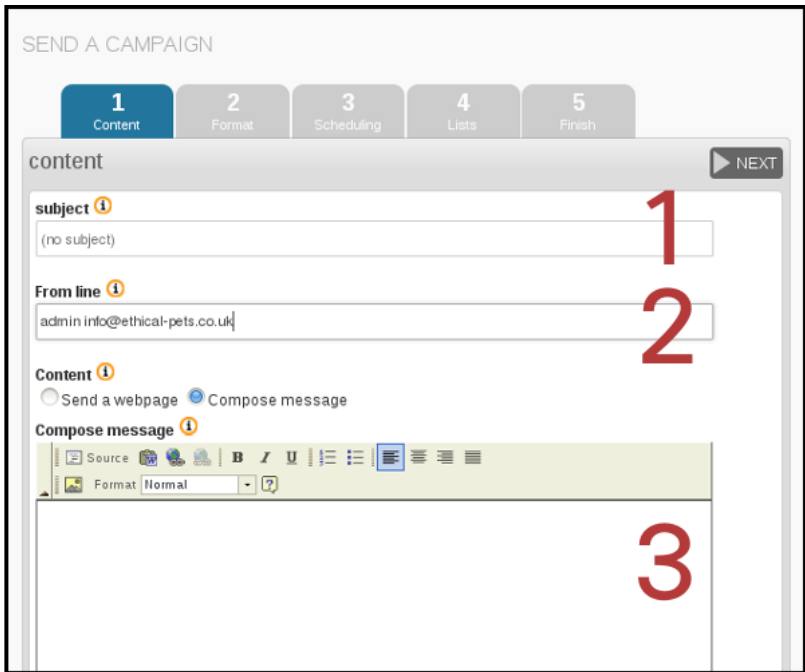 SEND A CAMPAIGN
1 2 3 4 5
Content Format Scheduling Lists Finish
content NEXT
subject
1
(no subject)
From line
2
admin info@ethical-pets.co.uk
Content
Send a webpage Compose message
Compose message
Source B I U
Format Normal ?
3